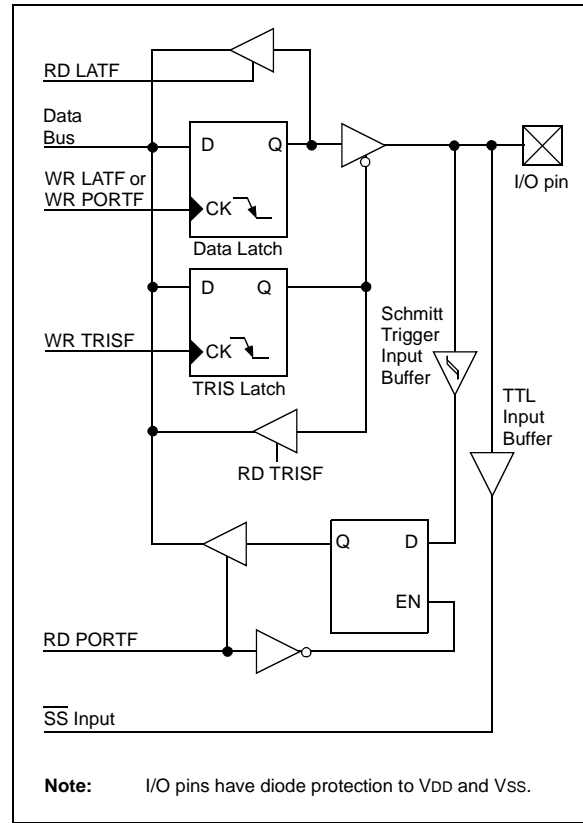 RD LATF
Data
Bus
D
Q
I/O pin
WR LATF or
WR PORTF
CK
Data Latch
D
Q
WR TRISF
CK
TRIS Latch
Schmitt
Trigger
Input
Buffer
TTL
Input
Buffer
RD TRISF
Q
D
EN
RD PORTF
SS Input
Note: I/O pins have diode protection to VDD and VSS.